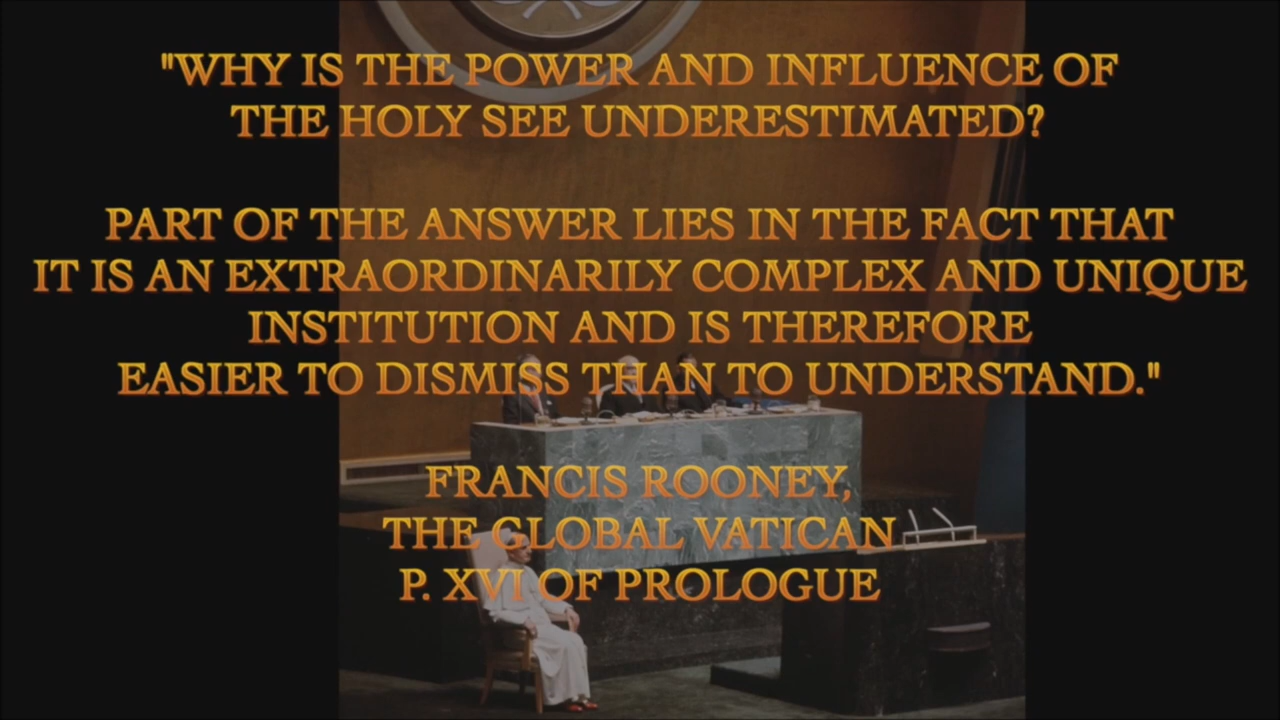 "WHY IS THE POWER AND INFLUENCE OF
THE HOLY SEE UNDERESTIMATED?
PART OF THE ANSWER LIES IN THE FACT THAT
IT IS AN EXTRAORDINARILY COMPLEX AND UNIQUE
INSTITUTION AND IS THEREFORE
EASIER TO DISMISS THAN TO UNDERSTAND."
FRANCIS ROONEY,
THE GLOBAL VATICAN
P. XVI OF PROLOGUE